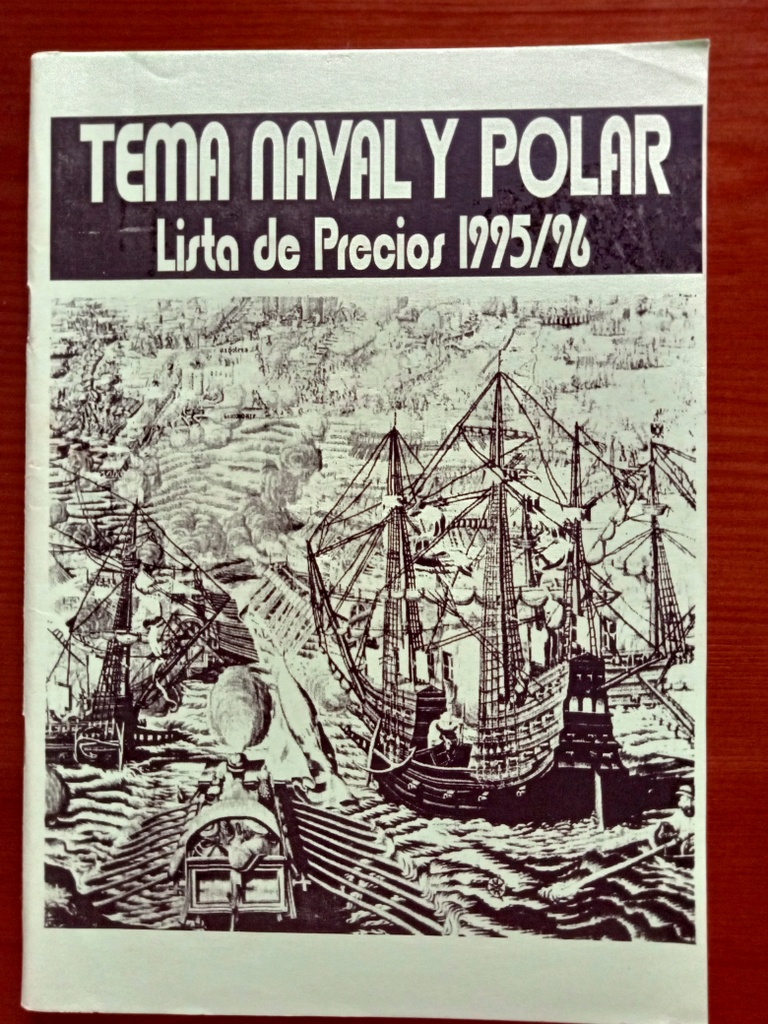 TEMA NAVAL Y POLAR
Lista de Precios 1995/96